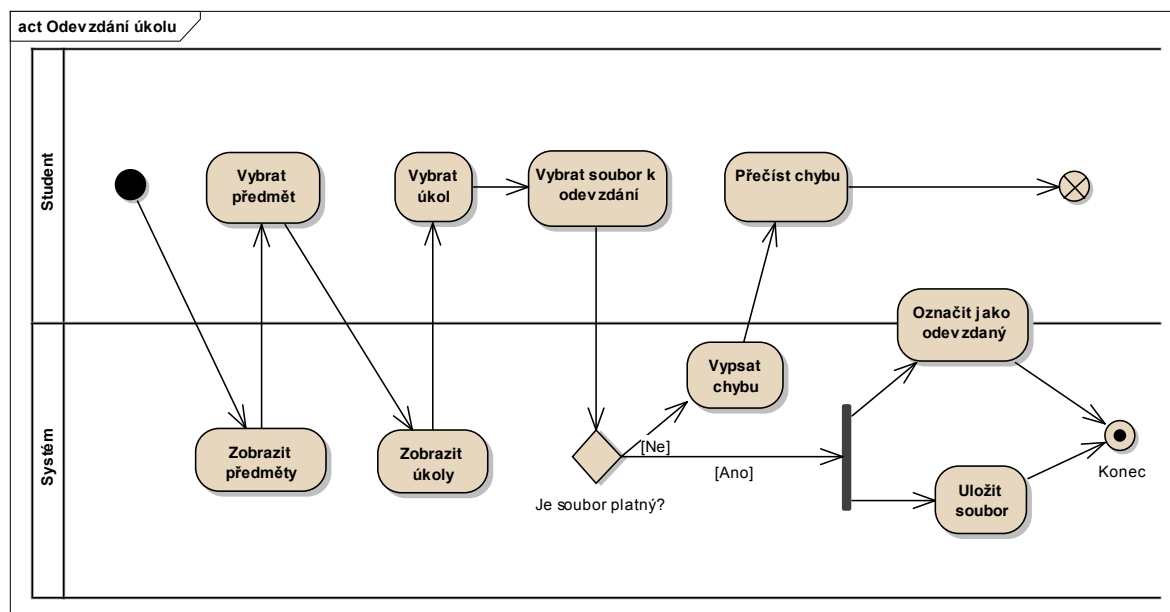 act Odevzdání úkolu
Student
Vybrat
předmět
Vybrat
úkol
Vybrat soubor k
odevzdání
Přečíst chybu
Označit jako
odevzdaný
Systém
Zobrazit
předměty
Zobrazit
úkoly
Vypsat
chybu
[Ne]
[Ano]
Je soubor platný?
Uložit
soubor
Konec